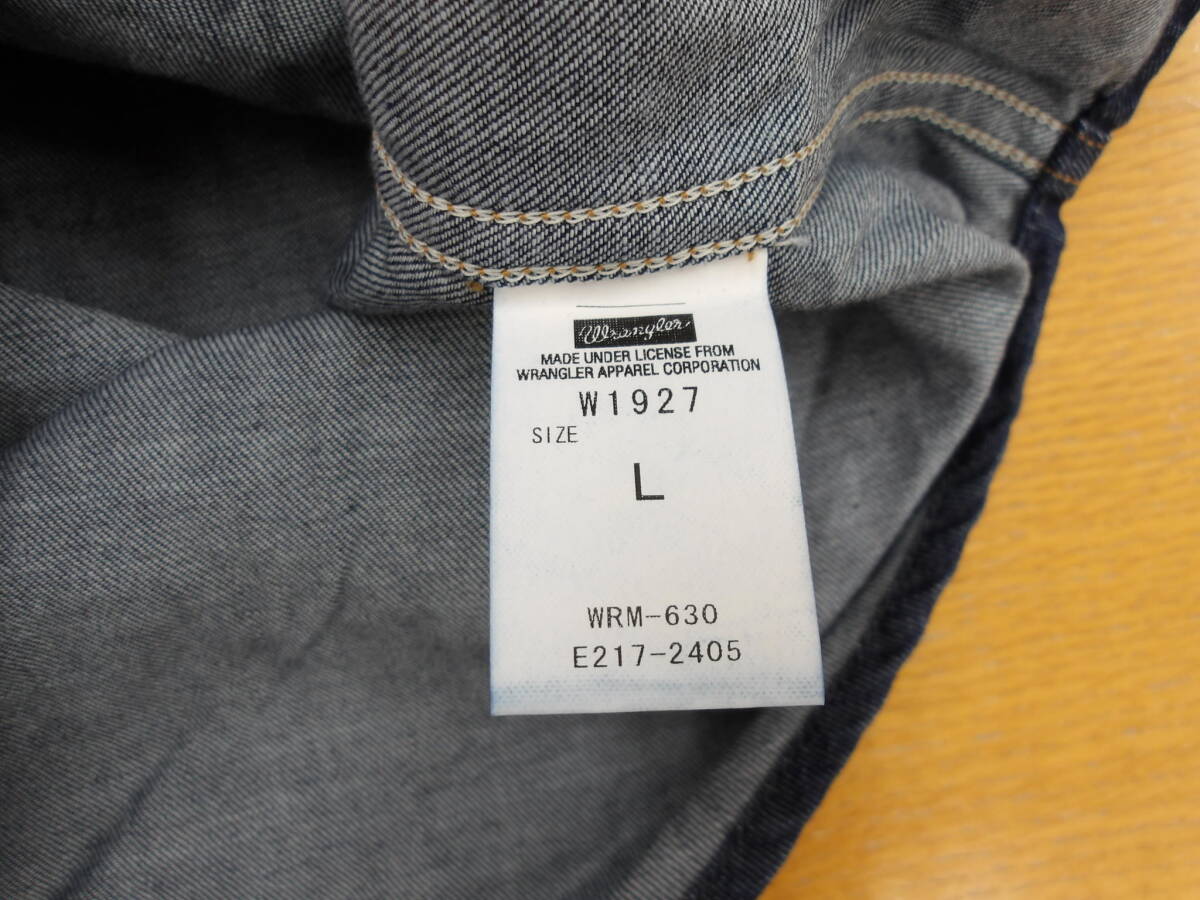 Wrangler
MADE UNDER LICENSE FROM
WRANGLER APPAREL CORPORATION
W1927
SIZE
L
WRM-630
E217-2405